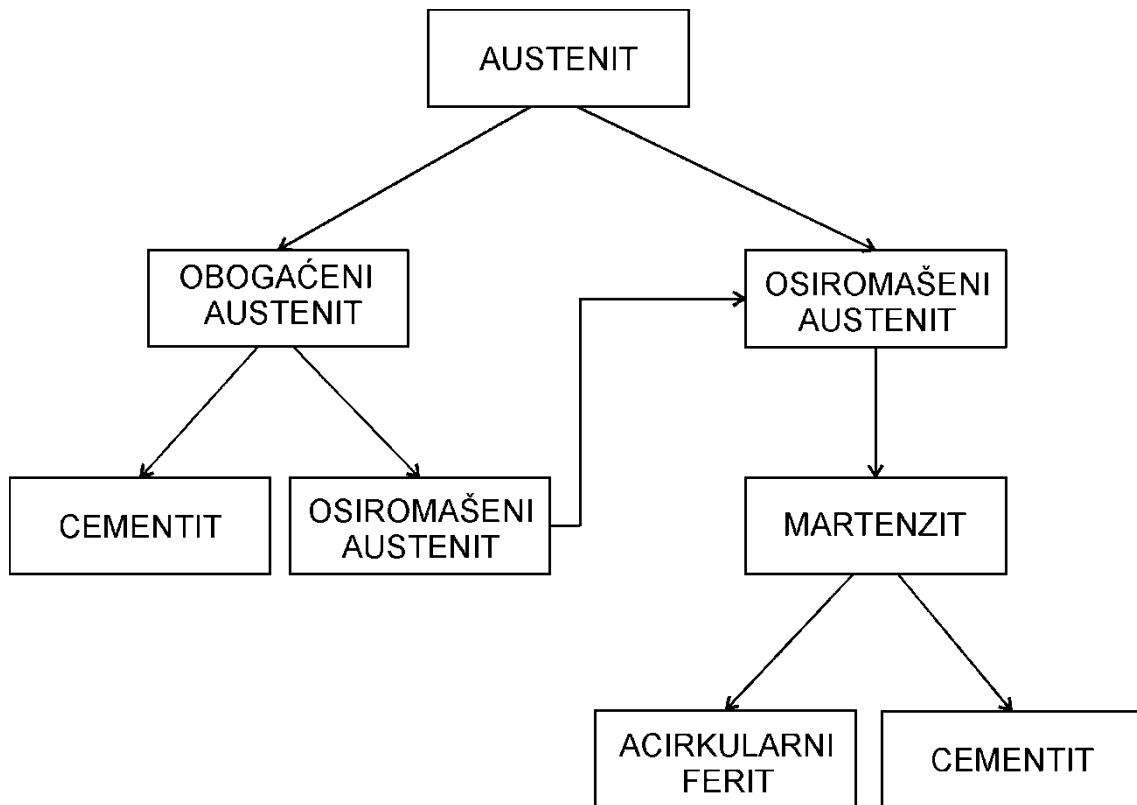 AUSTENIT
OBOGAĆENI
AUSTENIT
OSIROMAŠENI
AUSTENIT
CEMENTIT
OSIROMAŠENI
AUSTENIT
MARTENZIT
ACIRKULARNI
FERIT
CEMENTIT